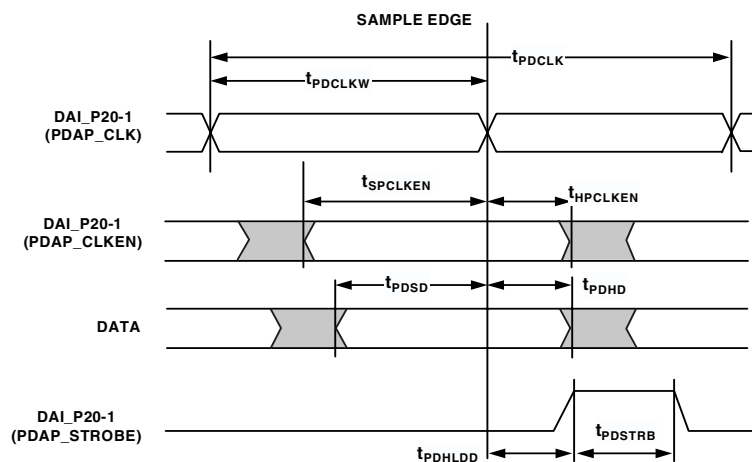 SAMPLE EDGE
tPDCLK
tPDCLKW
DAI_P20-1
(PDAP_CLK)
tSPCLKEN
tHPCLKEN
DAI_P20-1
(PDAP_CLKEN)
tPDSD
tPDHD
DATA
DAI_P20-1
(PDAP_STROBE)
tPDHLDD
tPDSTRB